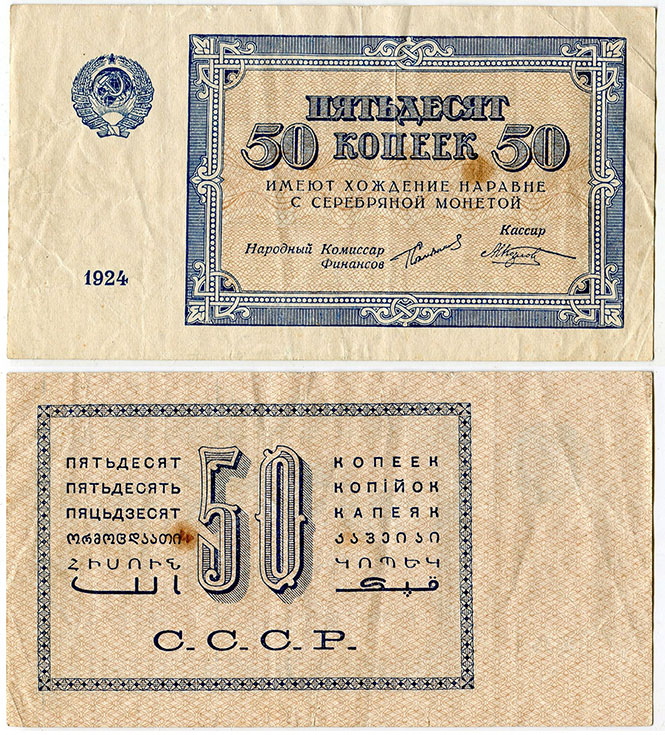 ПЯТЬДЕСЯТ
50 КОПЕЕК 50
ИМЕЮТ ХОЖДЕНИЕ НАРАВНЕ
С СЕРЕБРЯНОЙ МОНЕТОЙ
Кассир
Народный Комиссар
Финансов
1924
ПЯТЬДЕСЯТ КОПЕЕК
ПЯТЬДЕСЯТЬ КОПІЙОК
ПЯЦЬДЗЕСЯТ КАПЕЯК
ორმოცდაათი კაპეიკი
ՀԻՍՈՒՆ ԿՈՊԵԿ
50
С.С.С.Р.